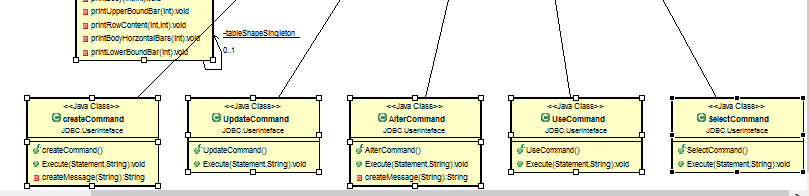 printUpperBoundBar(Int):void
printRowContent(Int,Int):void
printBodyHorzontalBars(Int):void
printLowerBoundBar(Int):void
-tableShapeSingleton
0..1
<<Java Class>>
createCommand
JDBC.UserInteface
createCommand()
Execute(Statement,String):void
createMessage(String):String
<<Java Class>>
UpdateCommand
JDBC.UserInteface
UpdateCommand()
Execute(Statement,String):void
<<Java Class>>
AlterCommand
JDBC.UserInteface
AlterCommand()
Execute(Statement,String):void
createMessage(String):String
<<Java Class>>
UseCommand
JDBC.UserInteface
UseCommand()
Execute(Statement,String):void
<<Java Class>>
SelectCommand
JDBC.UserInteface
SelectCommand()
Execute(Statement,String):void